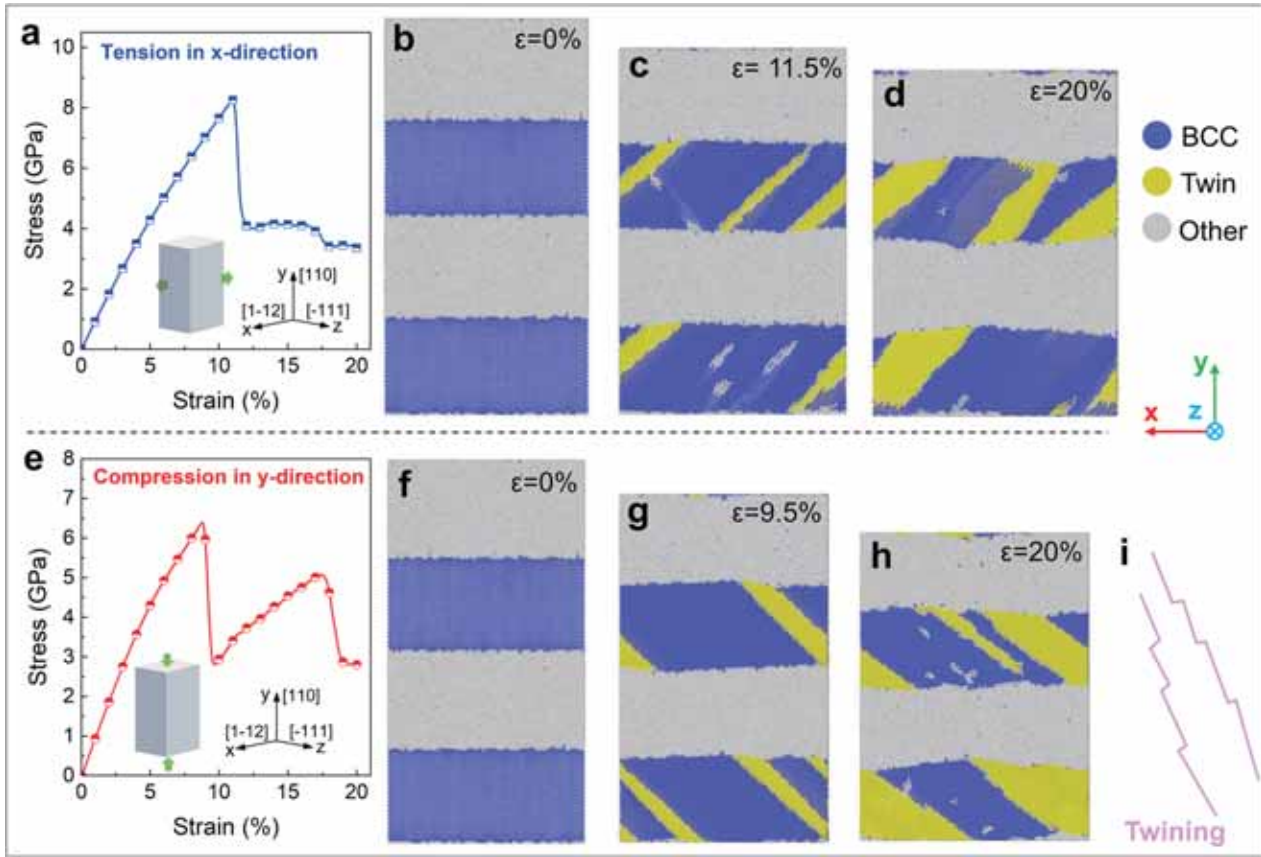 a
Tension in x-direction
Stress (GPa)
10
8
6
4
2
0
0 5 10 15 20
Strain (%)
y [110]
[1-12] [-111]
x z
b
ε=0%
c
ε= 11.5%
d
ε=20%
BCC
Twin
Other
y
x z
e
Compression in y-direction
Stress (GPa)
8
7
6
5
4
3
2
1
0
0 5 10 15 20
Strain (%)
y [110]
[1-12] [-111]
x z
f
ε=0%
g
ε=9.5%
h
ε=20%
i
Twining